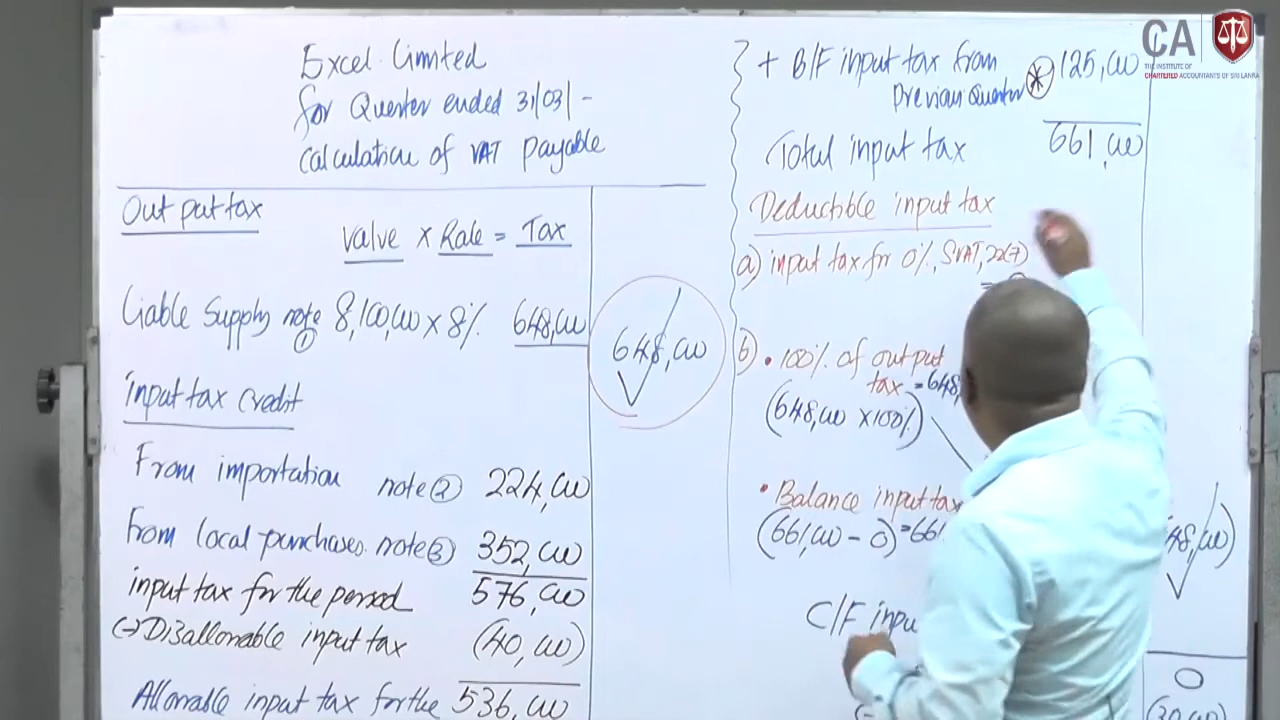 Excel Limited
for Quarter ended 31/03/-
Calculation of VAT payable
Out put tax
Value × Rate = Tax
Liable Supply note ① 8,100,000 × 8% 648,000
648,000
Input tax credit
From importation note ② 224,000
From local purchases note ③ 352,000
input tax for the period 576,000
(-) Disallowable input tax (40,000)
Allowable input tax for the 536,000
+ B/F input tax from 125,000
Previous Quarter *
Total input tax 661,000
Deductible input tax
a) input tax for 0%, SVAT, 22(7)
=
b) • 100% of output
tax = 648,
(648,000 × 100%)
• Balance input tax
(661,000 - 0) = 661
48,000)
C/F inpu
0
CA
THE INSTITUTE OF
CHARTERED ACCOUNTANTS OF SRI LANKA